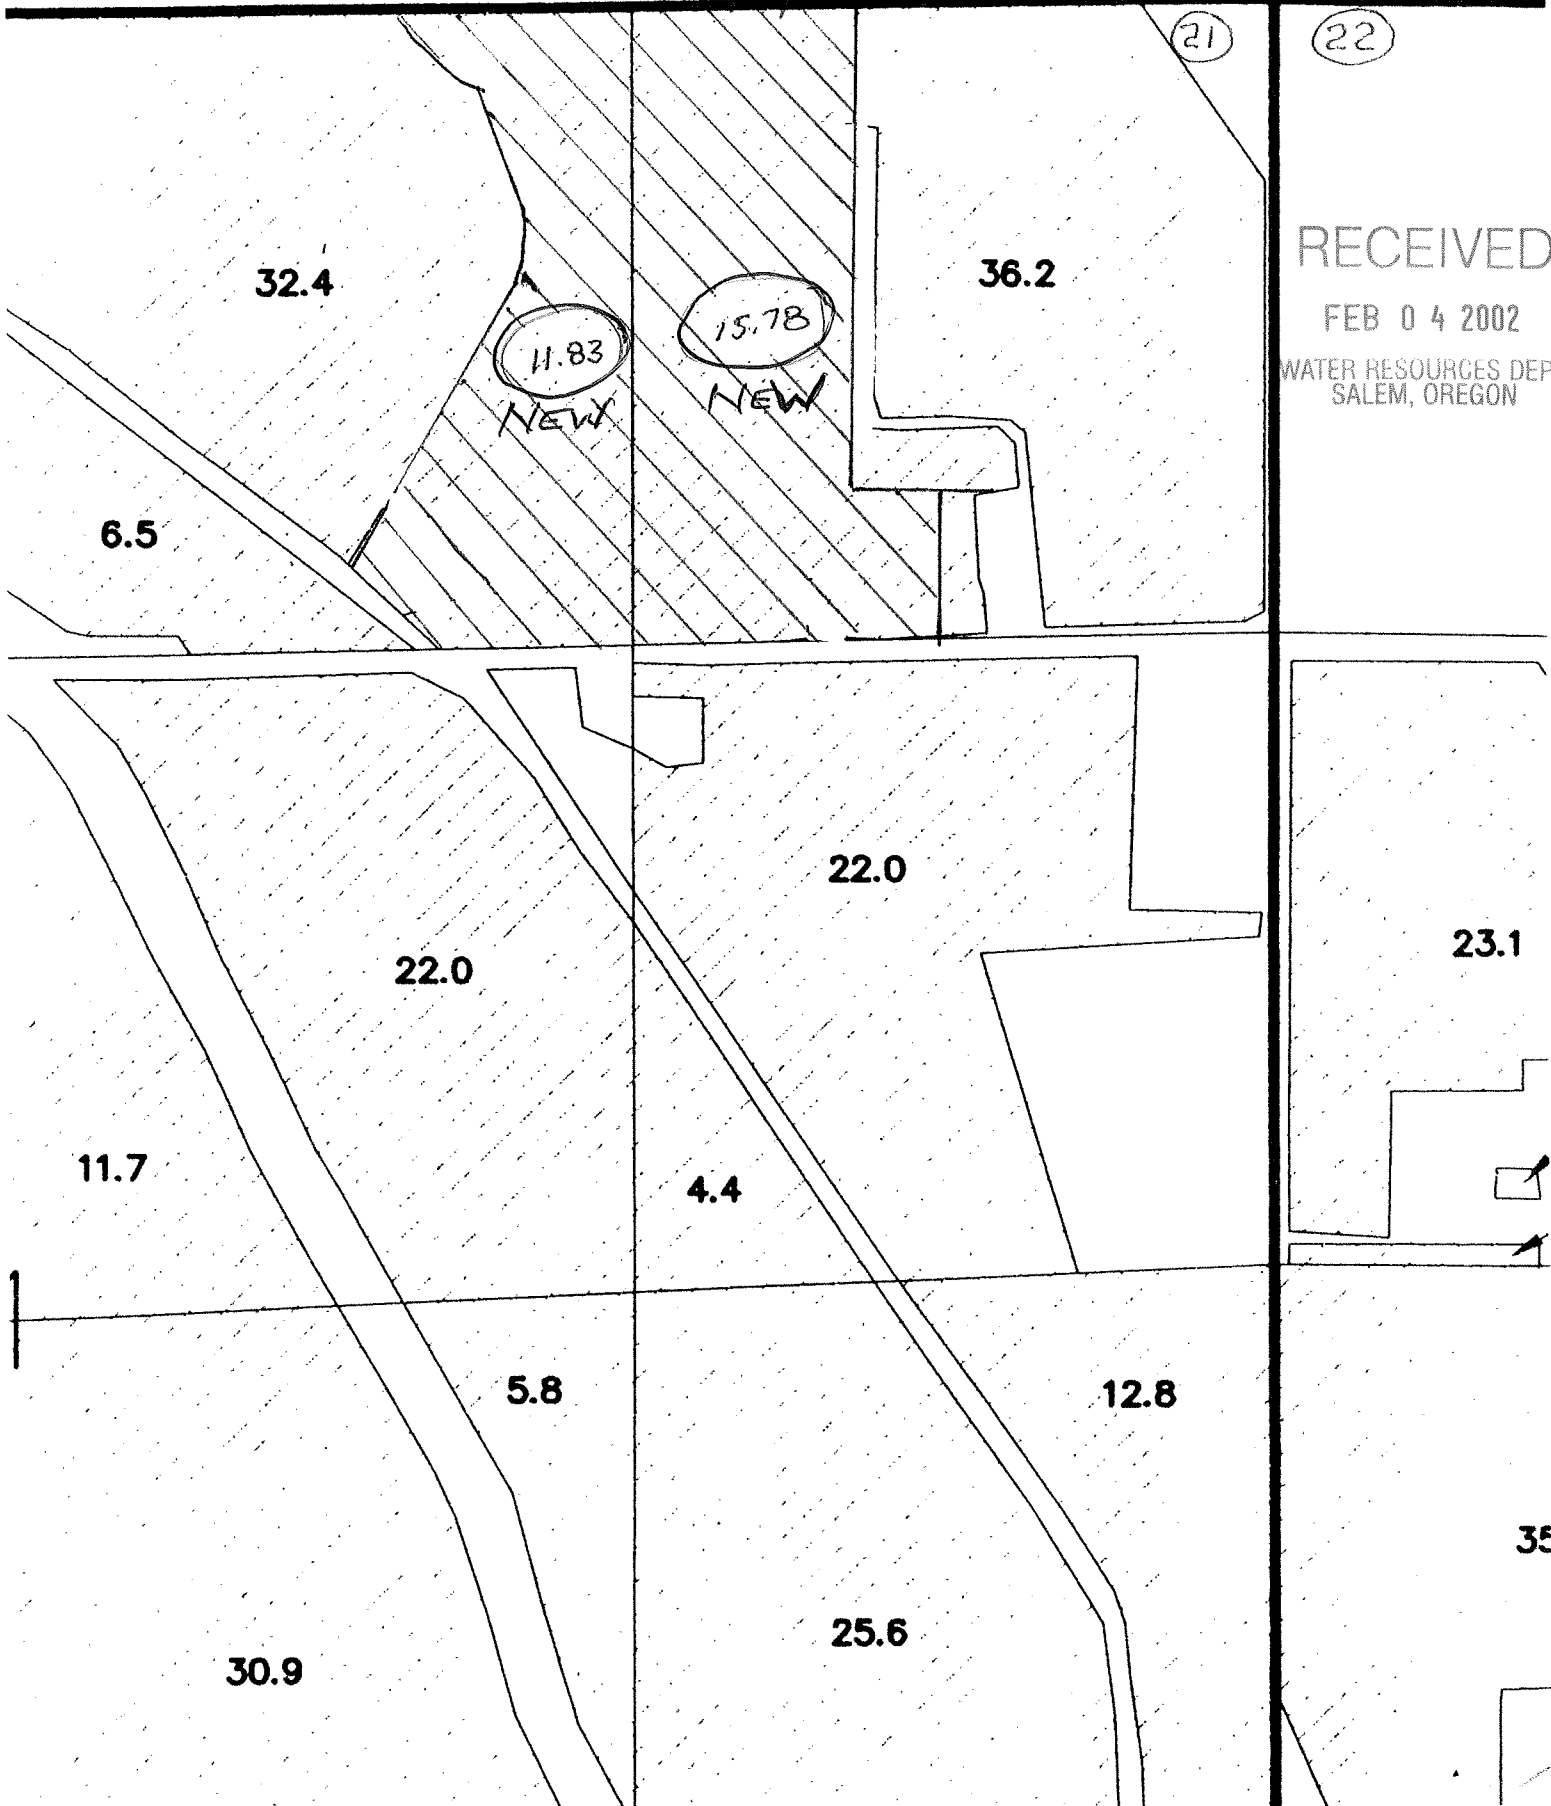 21
22
RECEIVED
FEB 0 4 2002
WATER RESOURCES DEP
SALEM, OREGON
32.4
36.2
11.83
NEW
15.78
NEW
6.5
22.0
22.0
23.1
11.7
4.4
5.8
12.8
35
25.6
30.9